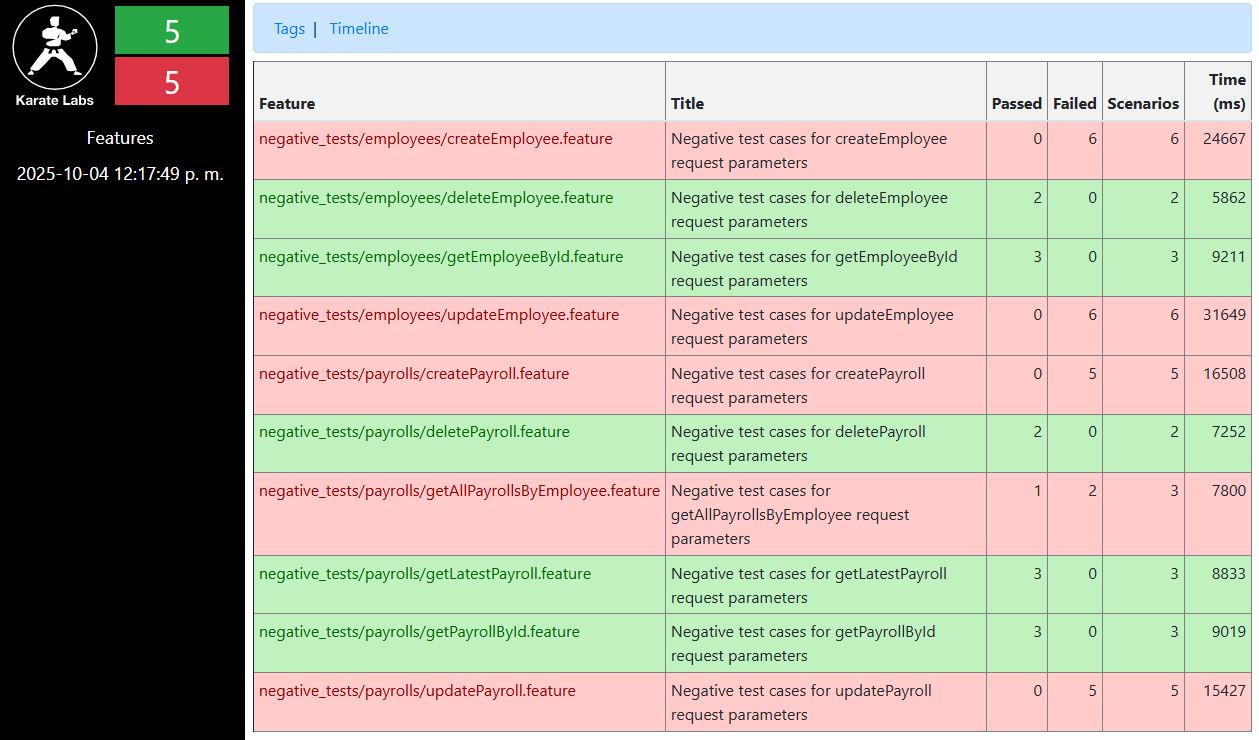 5
5
Karate Labs
Features
2025-10-04 12:17:49 p. m.
Tags | Timeline
Feature Title Passed Failed Scenarios Time
(ms)
negative_tests/employees/createEmployee.feature Negative test cases for createEmployee 0 6 6 24667
request parameters
negative_tests/employees/deleteEmployee.feature Negative test cases for deleteEmployee 2 0 2 5862
request parameters
negative_tests/employees/getEmployeeById.feature Negative test cases for getEmployeeById 3 0 3 9211
request parameters
negative_tests/employees/updateEmployee.feature Negative test cases for updateEmployee 0 6 6 31649
request parameters
negative_tests/payrolls/createPayroll.feature Negative test cases for createPayroll 0 5 5 16508
request parameters
negative_tests/payrolls/deletePayroll.feature Negative test cases for deletePayroll 2 0 2 7252
request parameters
negative_tests/payrolls/getAllPayrollsByEmployee.feature Negative test cases for 1 2 3 7800
getAllPayrollsByEmployee request
parameters
negative_tests/payrolls/getLatestPayroll.feature Negative test cases for getLatestPayroll 3 0 3 8833
request parameters
negative_tests/payrolls/getPayrollById.feature Negative test cases for getPayrollById 3 0 3 9019
request parameters
negative_tests/payrolls/updatePayroll.feature Negative test cases for updatePayroll 0 5 5 15427
request parameters